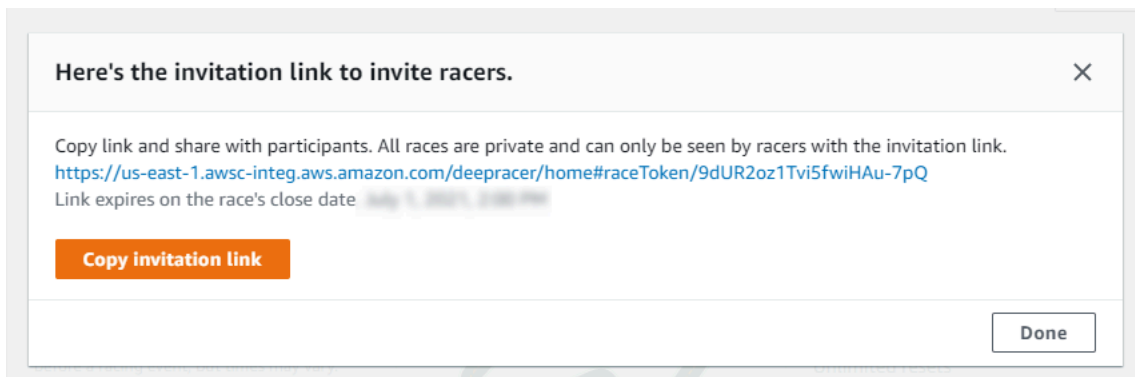 Here's the invitation link to invite racers.
Copy link and share with participants. All races are private and can only be seen by racers with the invitation link.
https://us-east-1.awsc-integ.aws.amazon.com/deepracer/home#raceToken/9dUR2oz1Tvi5fwiHAu-7pQ
Link expires on the race's close date
Copy invitation link
Done